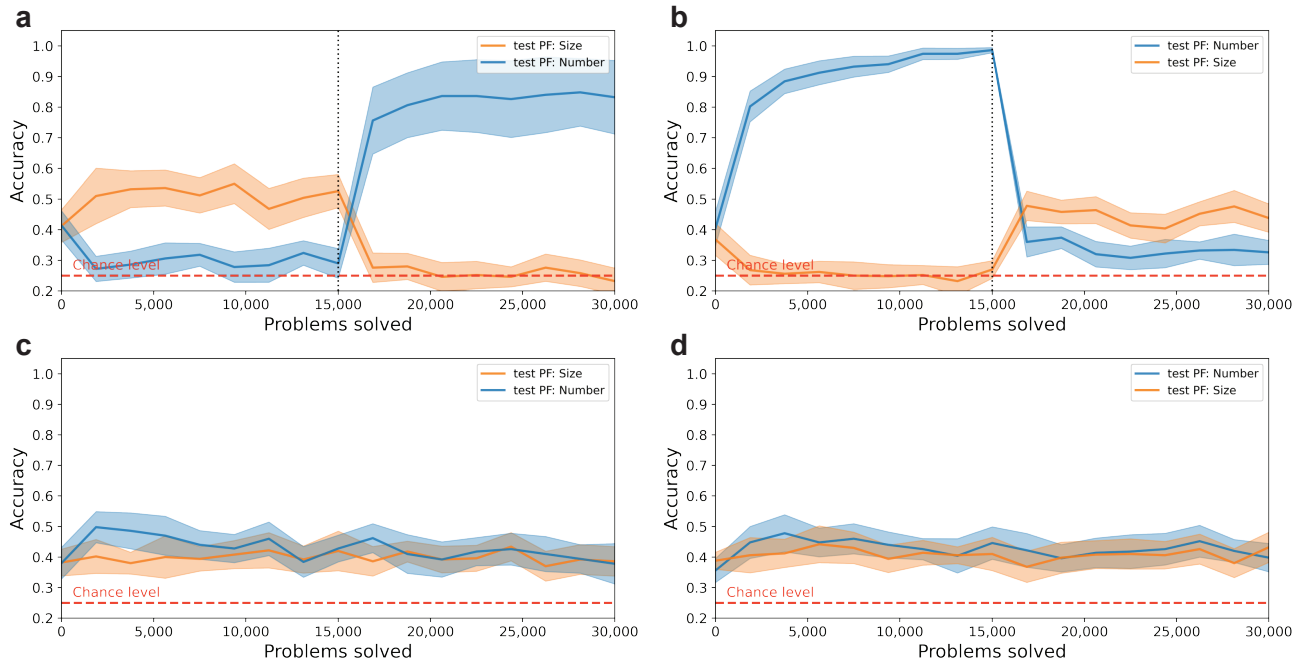 a
test PF: Size
test PF: Number
1.0
0.9
0.8
0.7
0.6
0.5
0.4
0.3
0.2
Accuracy
Chance level
0
5,000
10,000
15,000
20,000
25,000
30,000
Problems solved
b
test PF: Number
test PF: Size
1.0
0.9
0.8
0.7
0.6
0.5
0.4
0.3
0.2
Accuracy
Chance level
0
5,000
10,000
15,000
20,000
25,000
30,000
Problems solved
c
test PF: Size
test PF: Number
1.0
0.9
0.8
0.7
0.6
0.5
0.4
0.3
0.2
Accuracy
Chance level
0
5,000
10,000
15,000
20,000
25,000
30,000
Problems solved
d
test PF: Number
test PF: Size
1.0
0.9
0.8
0.7
0.6
0.5
0.4
0.3
0.2
Accuracy
Chance level
0
5,000
10,000
15,000
20,000
25,000
30,000
Problems solved